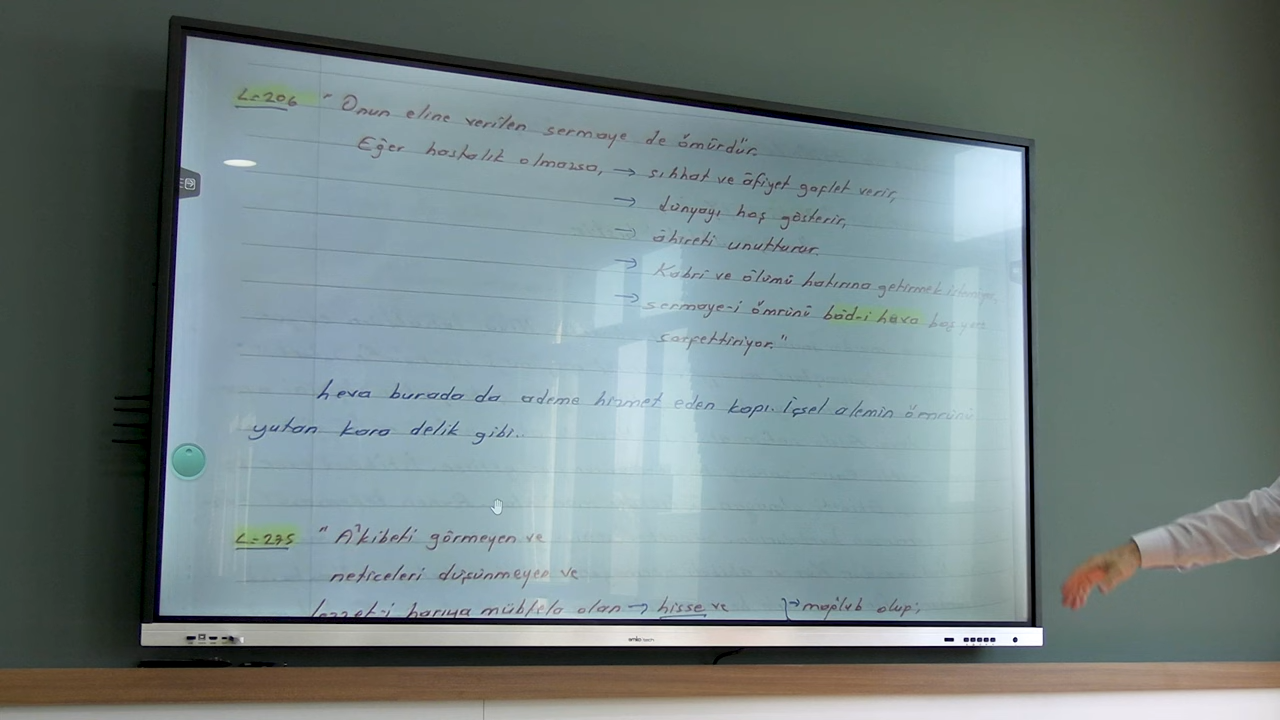 L-206 "Onun eline verilen sermaye de ömürdür.
Eğer hastalık olmazsa, → sıhhat ve âfiyet gaflet verir,
→ dünyayı hoş gösterir,
→ âhireti unutturur.
→ Kabri ve ölümü hatırına getirmek istemiyor,
→ sermaye-i ömrünü bâd-i hava boş yere
sarfettiriyor."
heva burada da ademe hizmet eden kapı. İçsel alemin ömrünü
yutan kara delik gibi..
L-275 "A'kibeti görmeyen ve
neticeleri düşünmeyen ve
lezzet-i hazıra mübtela olan → hisse ve }→ mağlub olup;